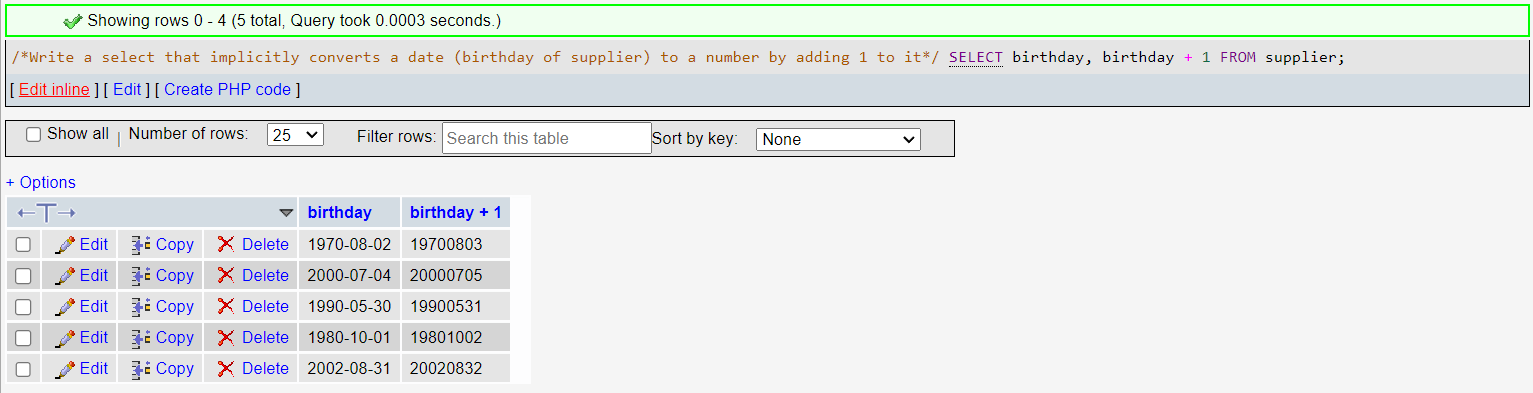 Showing rows 0 - 4 (5 total, Query took 0.0003 seconds.)
/*Write a select that implicitly converts a date (birthday of supplier) to a number by adding 1 to it*/ SELECT birthday, birthday + 1 FROM supplier;
[ Edit inline ] [ Edit ] [ Create PHP code ]
Show all | Number of rows: 25 Filter rows: Search this table Sort by key: None
+ Options
←T→ birthday birthday + 1
Edit Copy Delete 1970-08-02 19700803
Edit Copy Delete 2000-07-04 20000705
Edit Copy Delete 1990-05-30 19900531
Edit Copy Delete 1980-10-01 19801002
Edit Copy Delete 2002-08-31 20020832